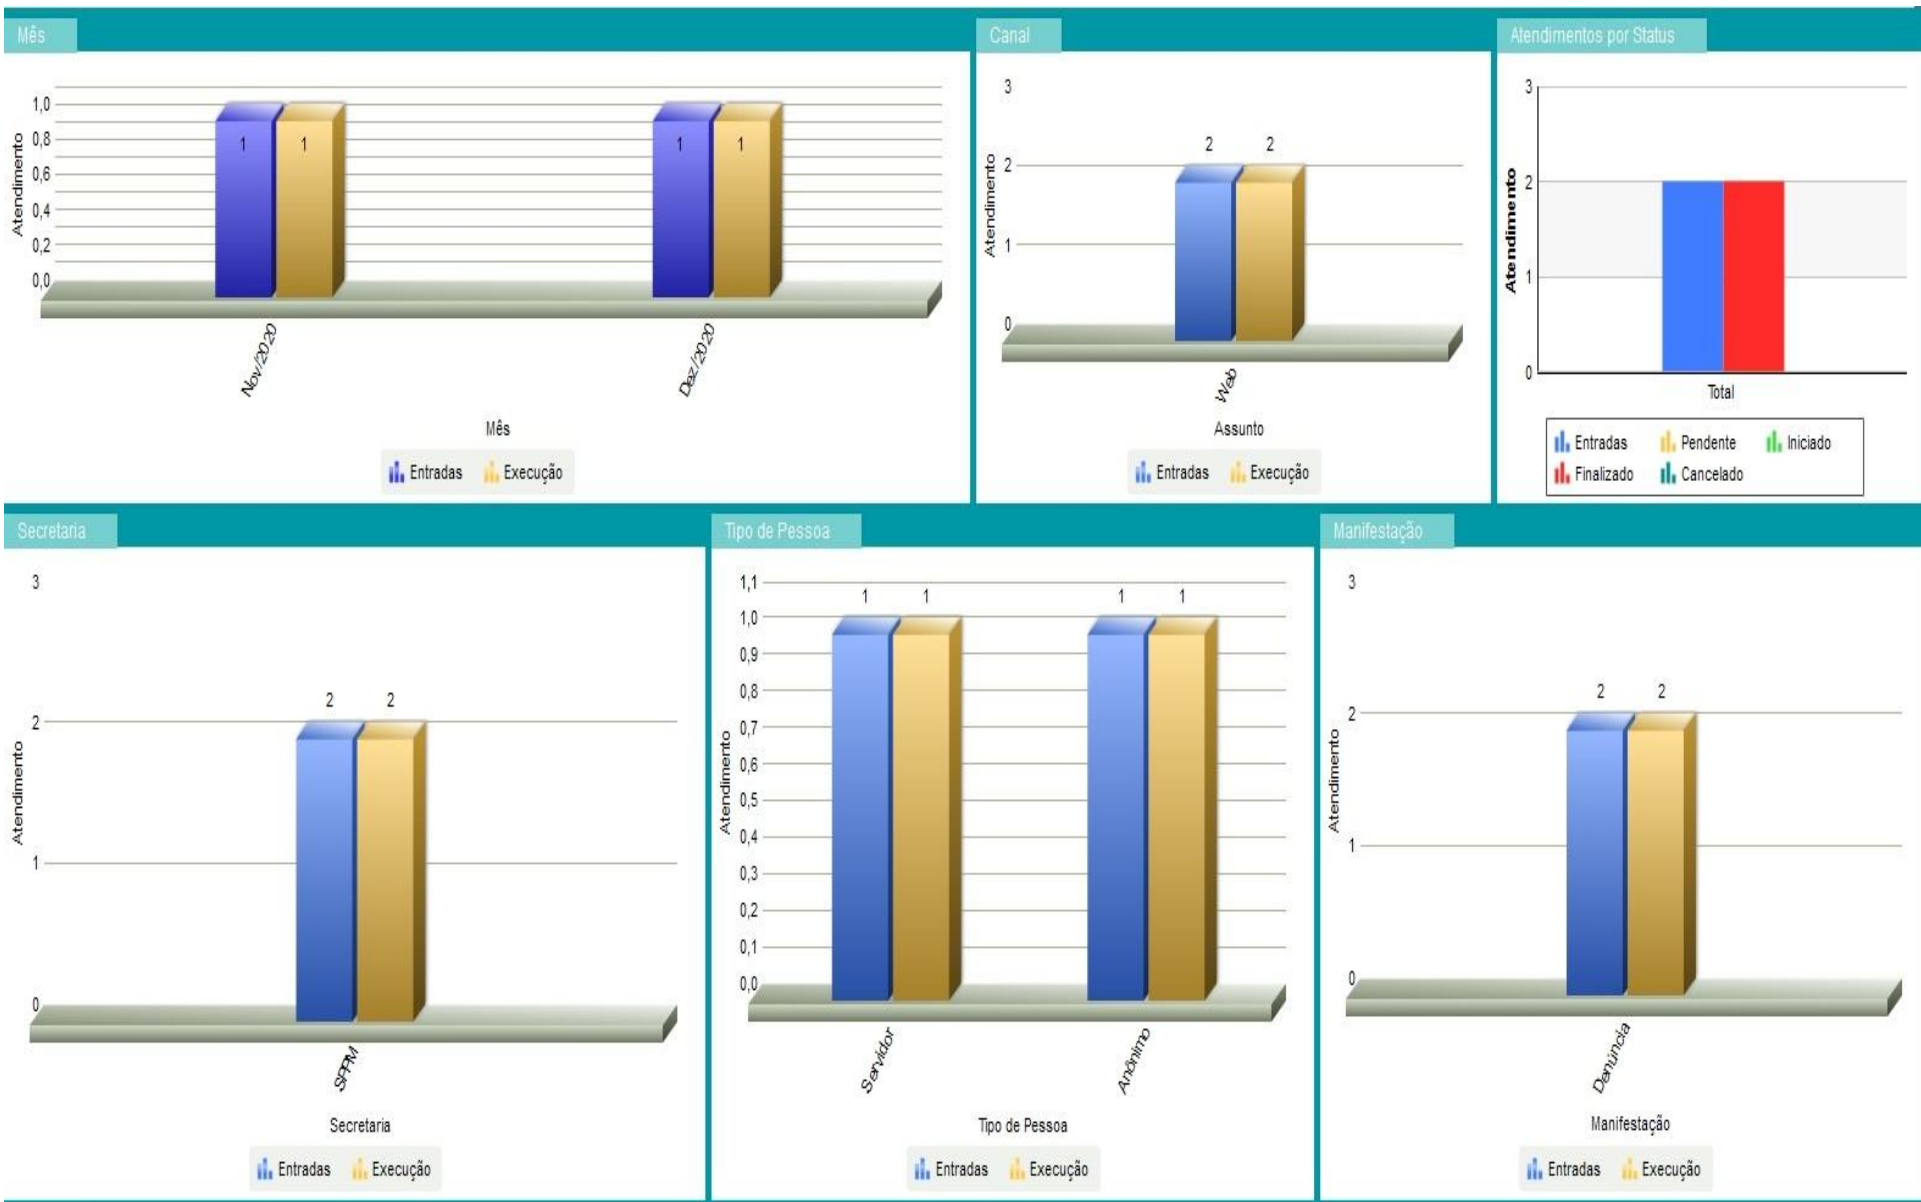 Mês
1,0
0,8
0,6
0,4
0,2
0,0
Atendimento
1 1
1 1
Nov/2020
Dez/2020
Mês
Entradas Execução
Canal
3
2
1
0
Atendimento
2 2
Web
Assunto
Entradas Execução
Atendimentos por Status
3
2
1
0
Atendimento
Total
Entradas Pendente Iniciado
Finalizado Cancelado
Secretaria
3
2
1
0
Atendimento
2 2
SPPM
Secretaria
Entradas Execução
Tipo de Pessoa
1,1
1,0
0,9
0,8
0,7
0,6
0,5
0,4
0,3
0,2
0,1
0,0
Atendimento
1 1
1 1
Servidor
Anônimo
Tipo de Pessoa
Entradas Execução
Manifestação
3
2
1
0
Atendimento
2 2
Denúncia
Manifestação
Entradas Execução